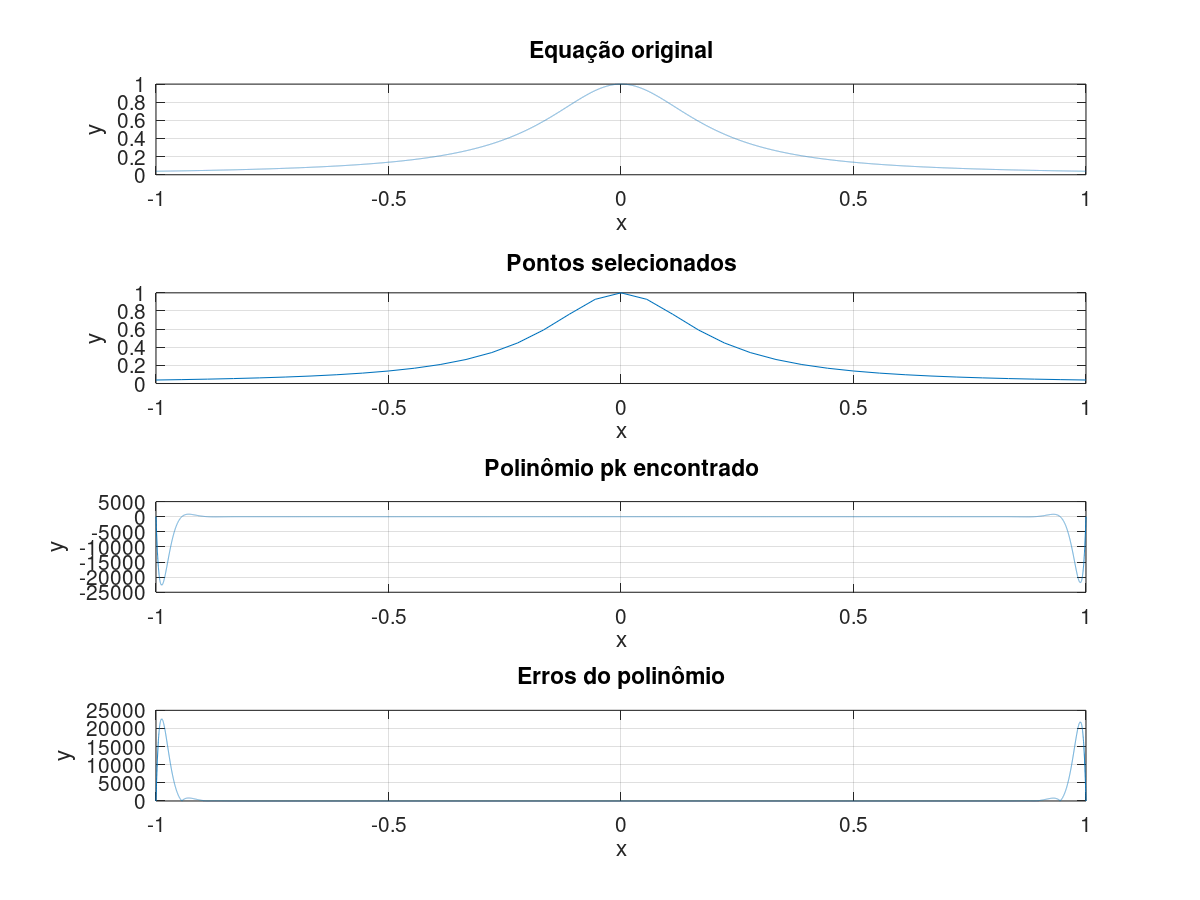 Equação original
1
0.8
0.6
0.4
0.2
0
y
-1 -0.5 0 0.5 1
x
Pontos selecionados
1
0.8
0.6
0.4
0.2
0
y
-1 -0.5 0 0.5 1
x
Polinômio pk encontrado
5000
0
-5000
-10000
-15000
-20000
-25000
y
-1 -0.5 0 0.5 1
x
Erros do polinômio
25000
20000
15000
10000
5000
0
y
-1 -0.5 0 0.5 1
x